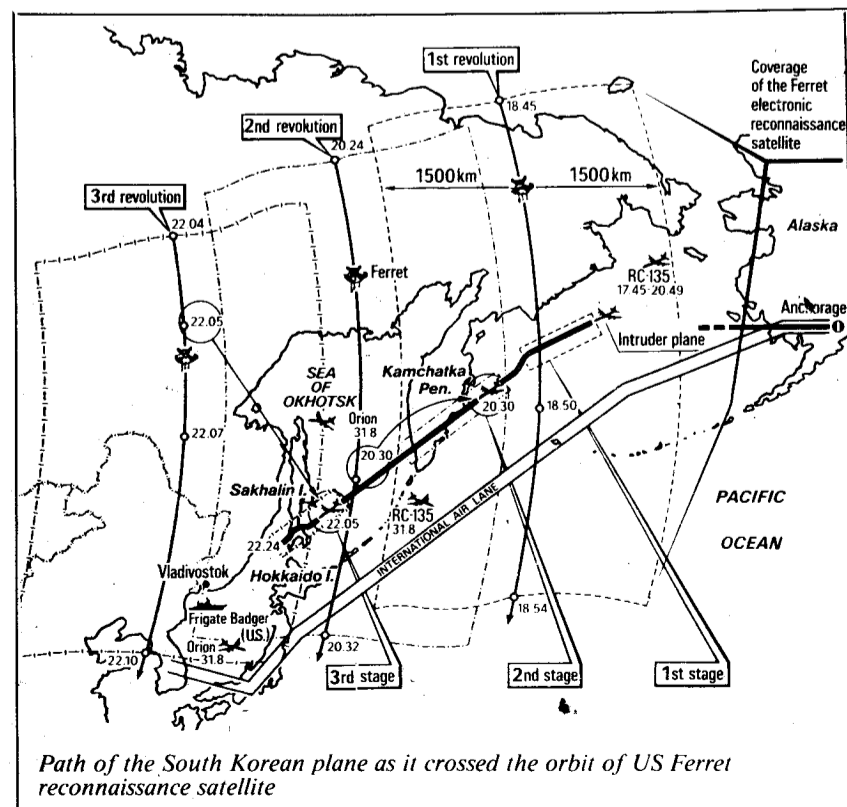 1st revolution
18.45
Coverage
of the Ferret
electronic
reconnaissance
satellite
2nd revolution
20.24
1500km
1500km
3rd revolution
22.04
Alaska
Ferret
RC-135
17.45-20.49
Anchorage
22.05
Intruder plane
SEA
OF
OKHOTSK
Kamchatka
Pen.
20.30
18.50
Orion
31.8
22.07
20.30
Sakhalin I.
RC-135
31.8
22.05
PACIFIC
OCEAN
22.24
INTERNATIONAL AIR LANE
Hokkaido I.
Vladivostok
Frigate Badger
(U.S.)
18.54
Orion
31.8
22.10
20.32
3rd stage
2nd stage
1st stage
Path of the South Korean plane as it crossed the orbit of US Ferret
reconnaissance satellite